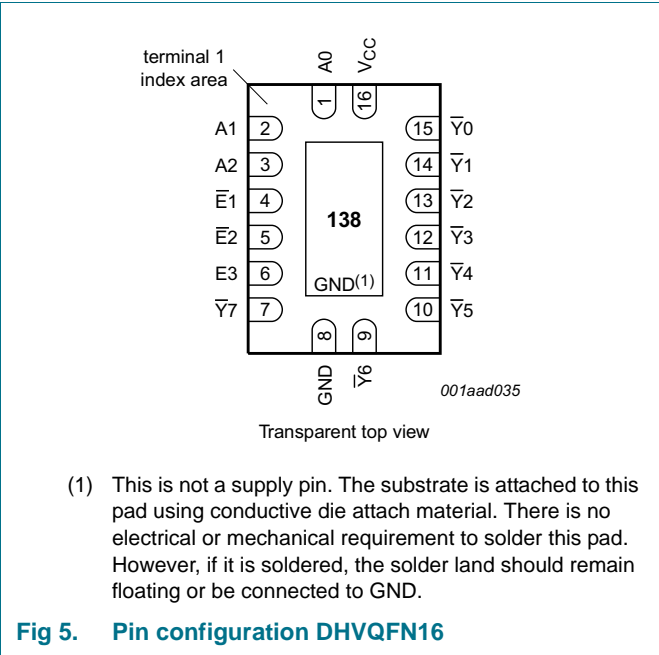 terminal 1
index area
A0
VCC
1
16
A1 2
15 Y̅0
A2 3
14 Y̅1
E̅1 4
13 Y̅2
138
E̅2 5
12 Y̅3
E3 6
GND(1)
11 Y̅4
Y̅7 7
10 Y̅5
8
9
GND
Y̅6
001aad035
Transparent top view
(1) This is not a supply pin. The substrate is attached to this
pad using conductive die attach material. There is no
electrical or mechanical requirement to solder this pad.
However, if it is soldered, the solder land should remain
floating or be connected to GND.
Fig 5. Pin configuration DHVQFN16